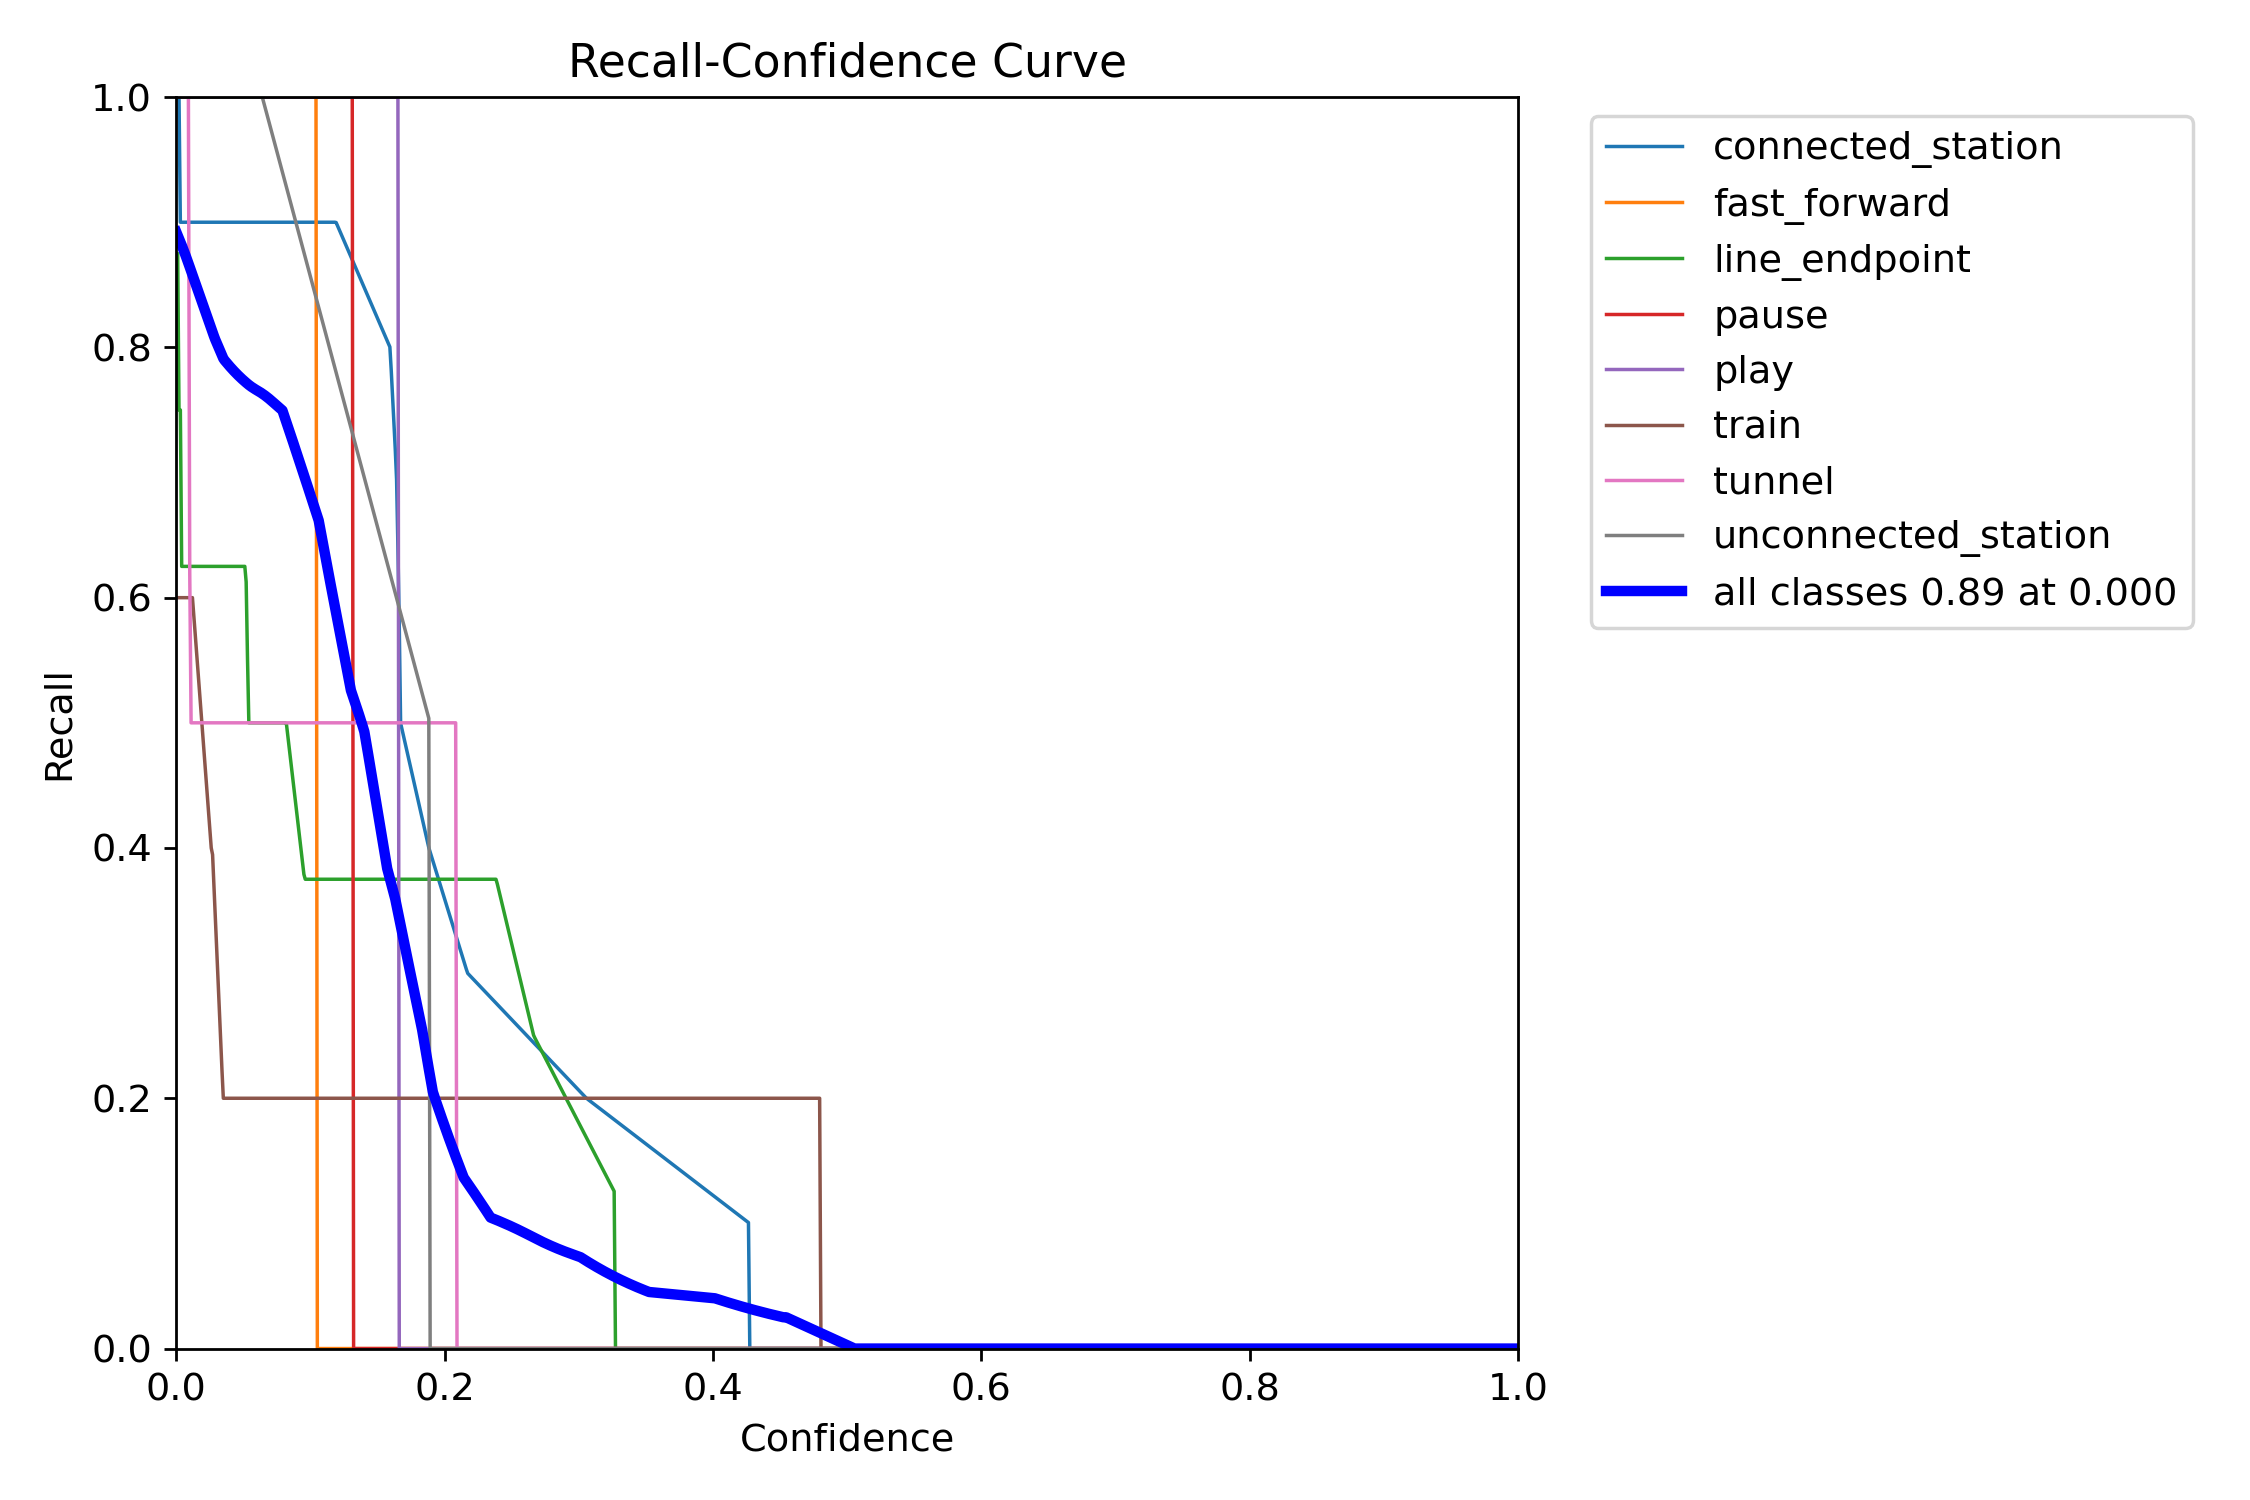 Recall-Confidence Curve
1.0
0.8
0.6
0.4
0.2
0.0
Recall
0.0 0.2 0.4 0.6 0.8 1.0
Confidence
connected_station
fast_forward
line_endpoint
pause
play
train
tunnel
unconnected_station
all classes 0.89 at 0.000